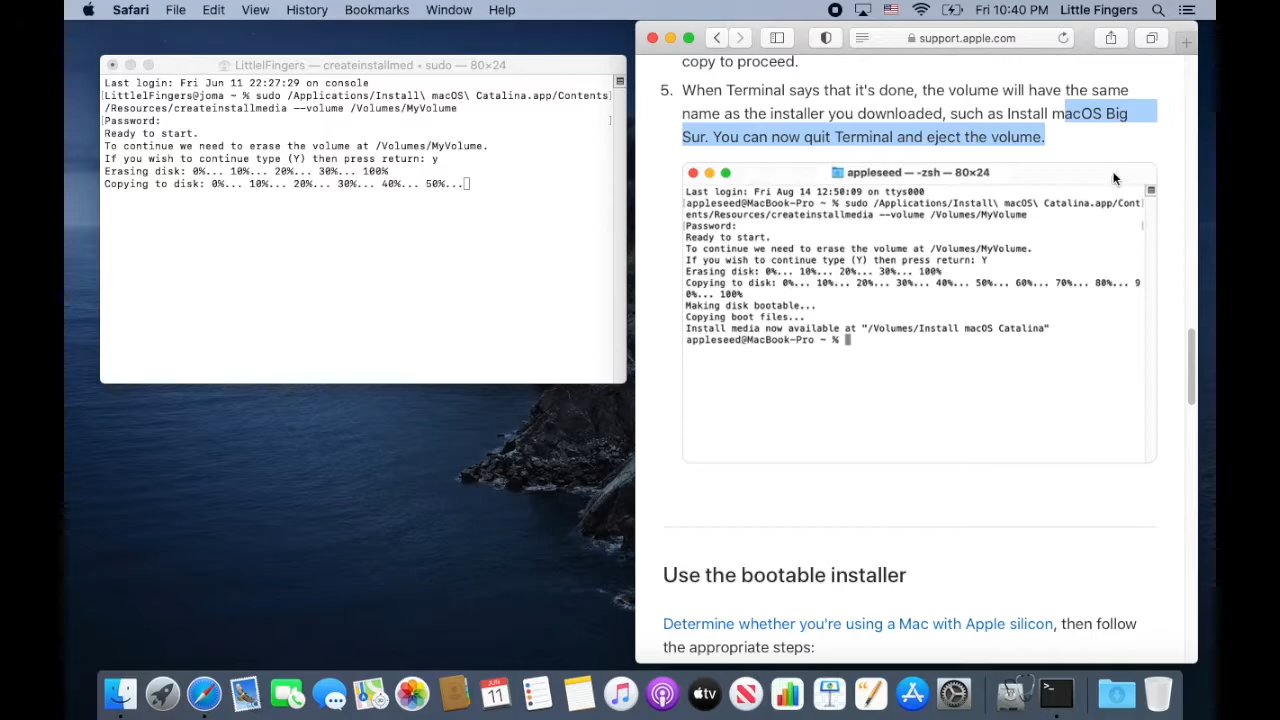 Safari File Edit View History Bookmarks Window Help
Fri 10:40 PM Little Fingers
LittlelFingers — createinstallmed • sudo — 80×24
Last login: Fri Jun 11 22:27:29 on console
LittlelFingers@joma ~ % sudo /Applications/Install\ macOS\ Catalina.app/Contents
/Resources/createinstallmedia --volume /Volumes/MyVolume
Password:
Ready to start.
To continue we need to erase the volume at /Volumes/MyVolume.
If you wish to continue type (Y) then press return: y
Erasing disk: 0%... 10%... 20%... 30%... 100%
Copying to disk: 0%... 10%... 20%... 30%... 40%... 50%...
support.apple.com
copy to proceed.
5. When Terminal says that it's done, the volume will have the same
name as the installer you downloaded, such as Install macOS Big
Sur. You can now quit Terminal and eject the volume.
appleseed — -zsh — 80×24
Last login: Fri Aug 14 12:50:09 on ttys000
appleseed@MacBook-Pro ~ % sudo /Applications/Install\ macOS\ Catalina.app/Cont
ents/Resources/createinstallmedia --volume /Volumes/MyVolume
Password:
Ready to start.
To continue we need to erase the volume at /Volumes/MyVolume.
If you wish to continue type (Y) then press return: Y
Erasing disk: 0%... 10%... 20%... 30%... 100%
Copying to disk: 0%... 10%... 20%... 30%... 40%... 50%... 60%... 70%... 80%... 9
0%... 100%
Making disk bootable...
Copying boot files...
Install media now available at "/Volumes/Install macOS Catalina"
appleseed@MacBook-Pro ~ %
Use the bootable installer
Determine whether you're using a Mac with Apple silicon, then follow
the appropriate steps:
JUN
11
tv